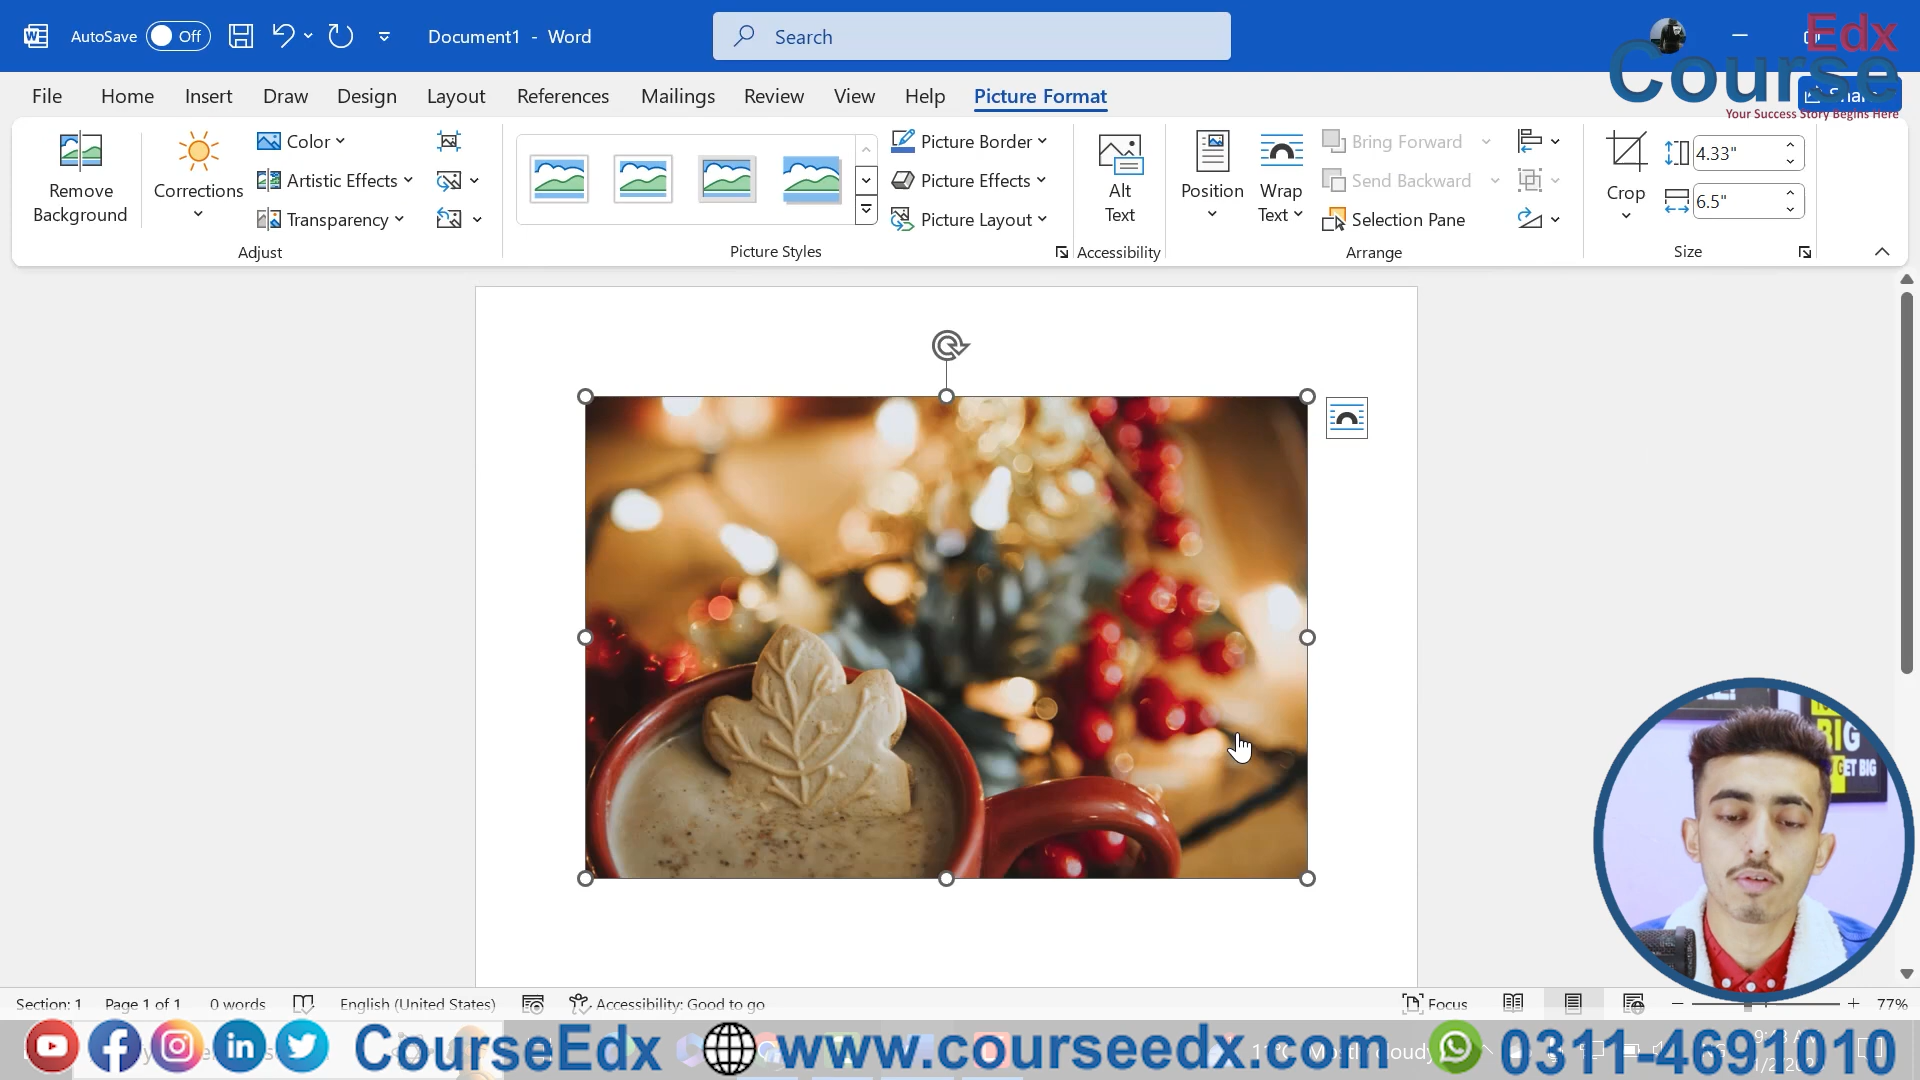 AutoSave Off Document1 - Word Search
Edx
Course
Your Success Story Begins Here
File Home Insert Draw Design Layout References Mailings Review View Help Picture Format
Remove Background
Corrections
Color
Artistic Effects
Transparency
Adjust
Picture Styles
Picture Border
Picture Effects
Picture Layout
Alt Text
Accessibility
Position
Wrap Text
Bring Forward
Send Backward
Selection Pane
Arrange
Crop
4.33"
6.5"
Size
BIG
GET BIG
Section: 1 Page 1 of 1 0 words English (United States) Accessibility: Good to go Focus 77%
CourseEdx www.courseedx.com 0311-4691010